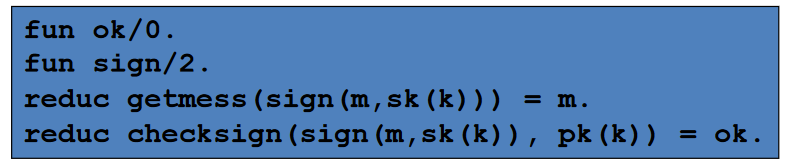 fun ok/0.
fun sign/2.
reduc getmess(sign(m,sk(k))) = m.
reduc checksign(sign(m,sk(k)), pk(k)) = ok.